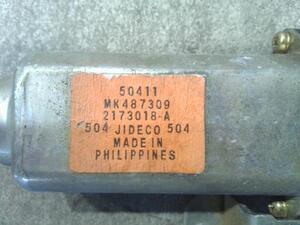 50411
MK487309
2173018-A
504 JIDECO 504
MADE IN
PHILIPPINES